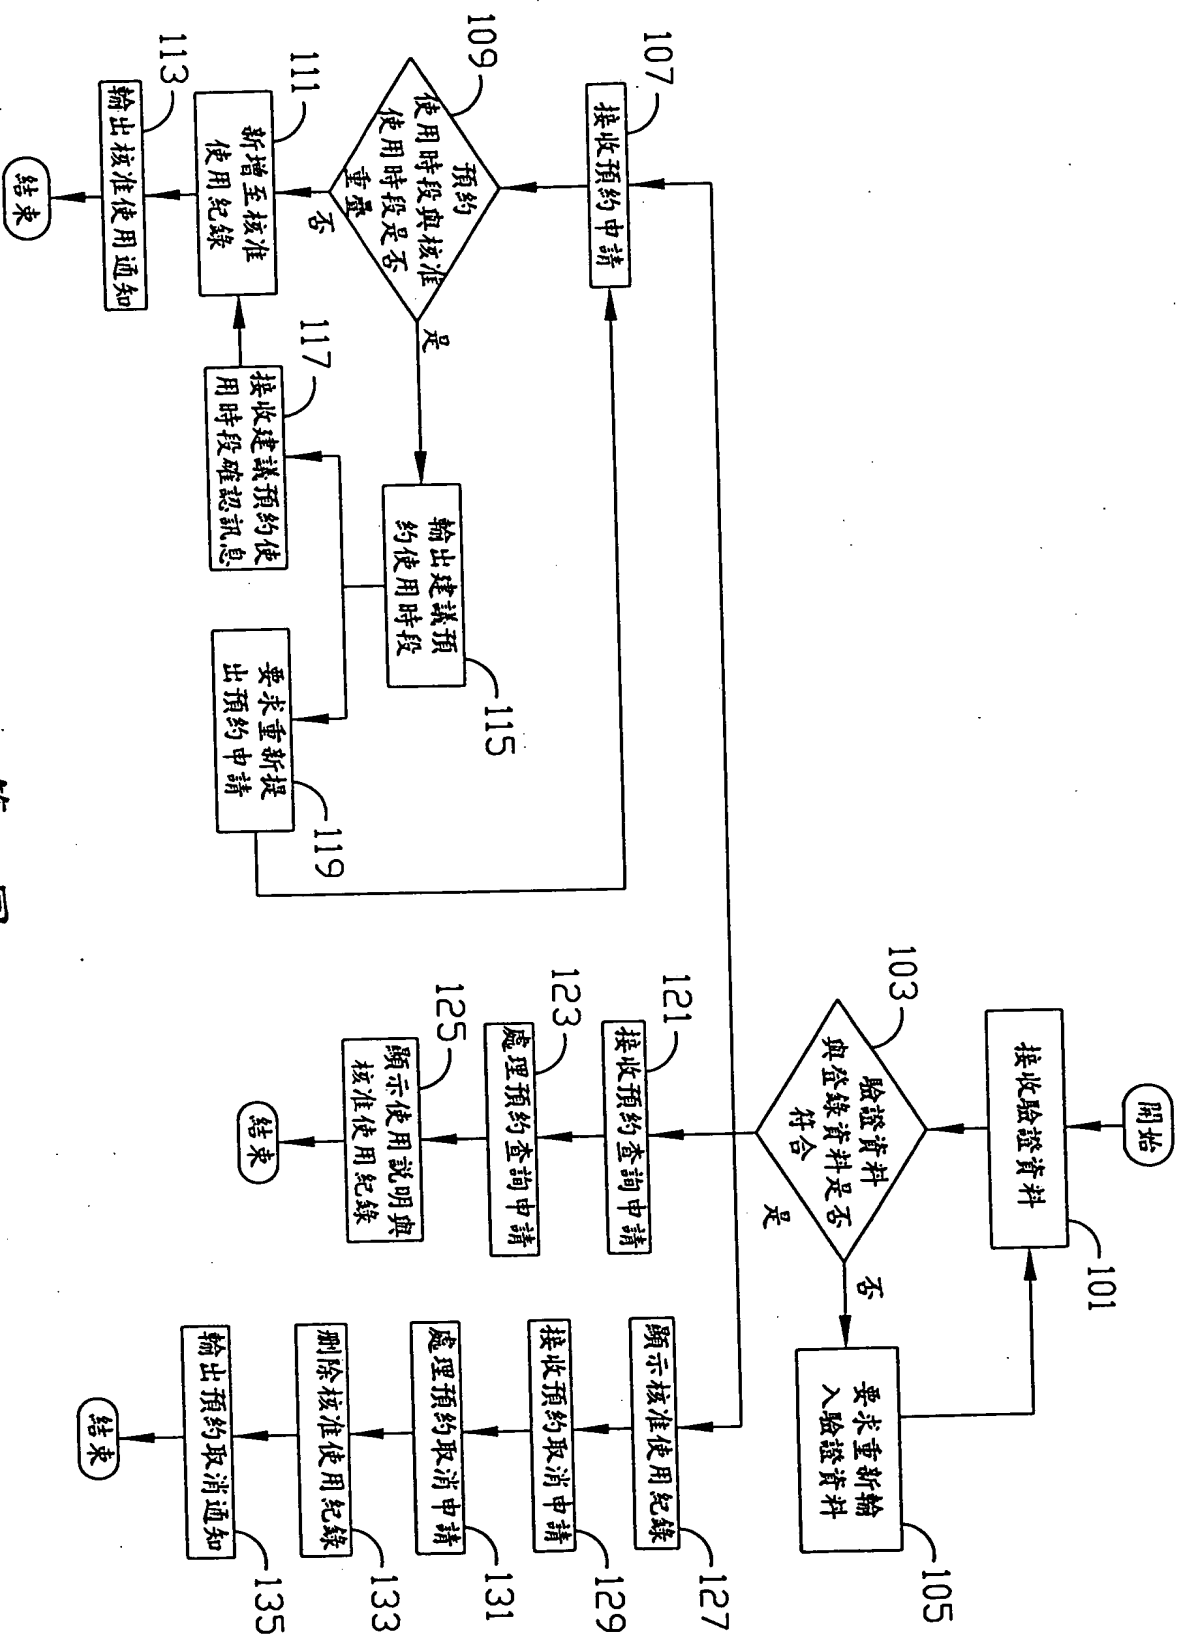 開始
接收驗證資料
101
103
驗證資料
與登錄資料是否
符合
否
是
要求重新輸
入驗證資料
105
107
接收預約申請
109
預約
使用時段與核准
使用時段是否
重疊
否
是
111
新增至核准
使用紀錄
113
輸出核准使用通知
結束
輸出建議預
約使用時段
115
117
接收建議預約使
用時段確認訊息
要求重新提
出預約申請
119
121
接收預約查詢申請
123
處理預約查詢申請
125
顯示使用說明與
核准使用紀錄
結束
顯示核准使用紀錄
127
接收預約取消申請
129
處理預約取消申請
131
刪除核准使用紀錄
133
輸出預約取消通知
135
結束